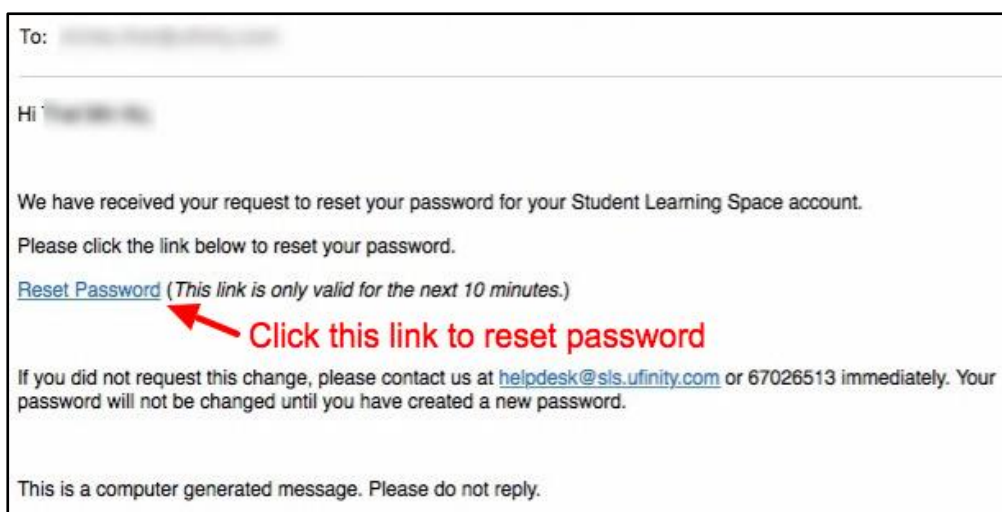 To:
Hi
We have received your request to reset your password for your Student Learning Space account.
Please click the link below to reset your password.
Reset Password (This link is only valid for the next 10 minutes.)
Click this link to reset password
If you did not request this change, please contact us at helpdesk@sls.ufinity.com or 67026513 immediately. Your
password will not be changed until you have created a new password.
This is a computer generated message. Please do not reply.